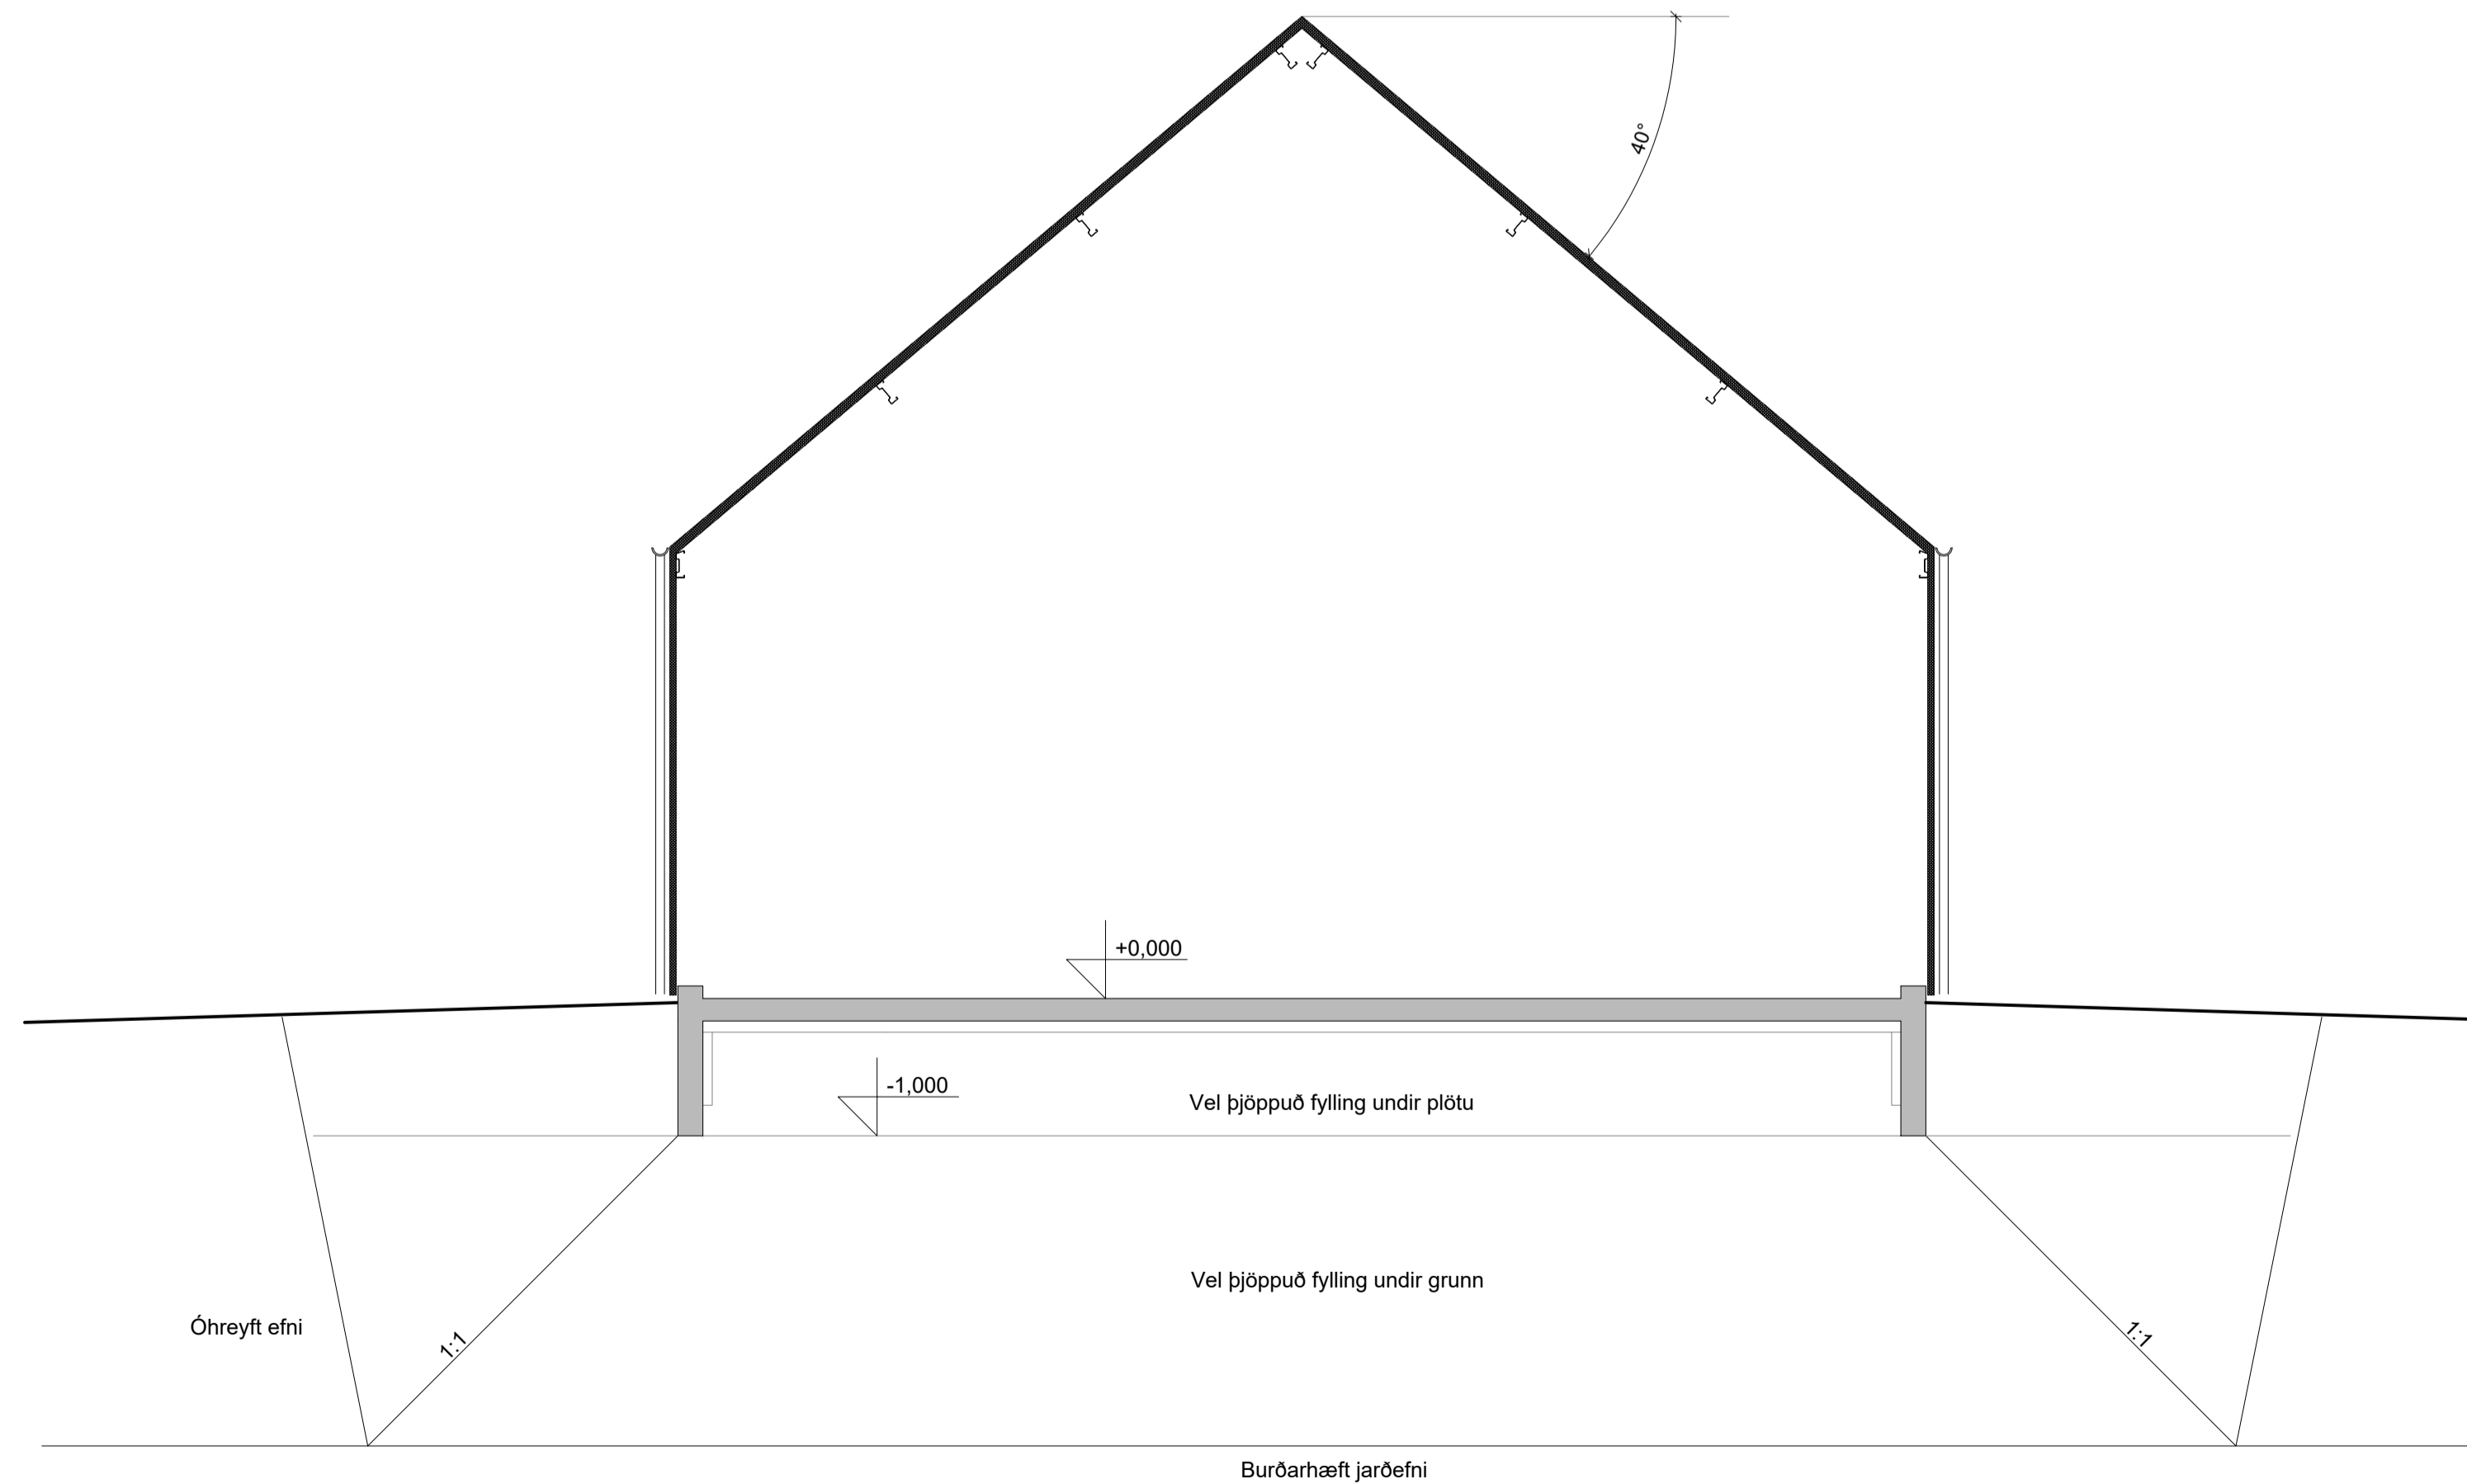 40°
+0,000
-1,000
Vel þjöppuð fylling undir plötu
Vel þjöppuð fylling undir grunn
Óhreyft efni
1:1
1:1
Burðarhæft jarðefni